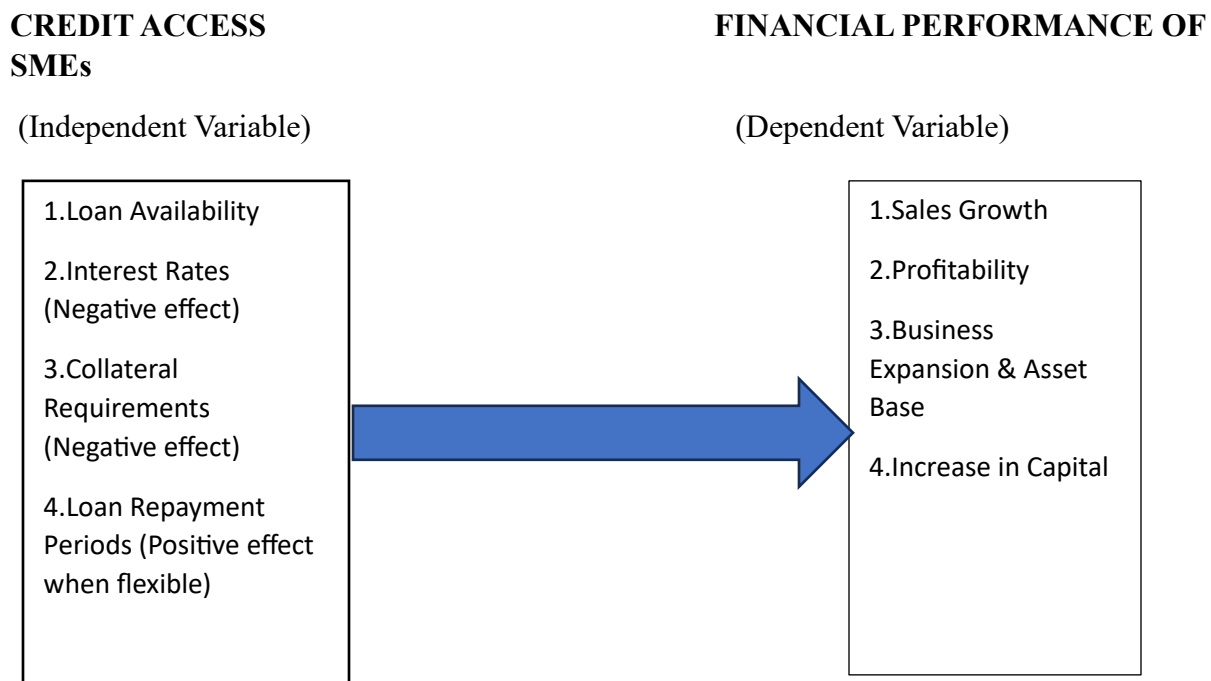 CREDIT ACCESS FINANCIAL PERFORMANCE OF
SMEs
(Independent Variable) (Dependent Variable)
1.Loan Availability
2.Interest Rates
(Negative effect)
3.Collateral
Requirements
(Negative effect)
4.Loan Repayment
Periods (Positive effect
when flexible)
1.Sales Growth
2.Profitability
3.Business
Expansion & Asset
Base
4.Increase in Capital